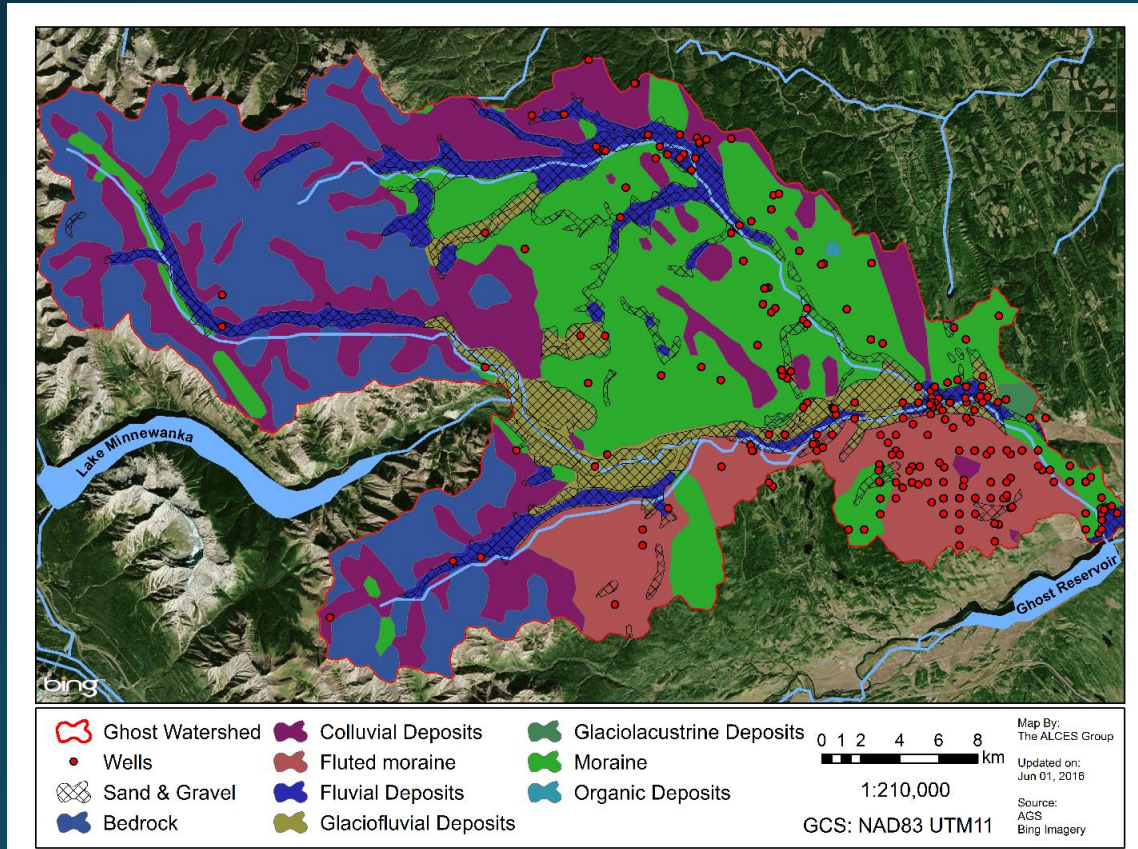 Lake Minnewanka
Ghost Reservoir
bing
Ghost Watershed
Wells
Sand & Gravel
Bedrock
Colluvial Deposits
Fluted moraine
Fluvial Deposits
Glaciofluvial Deposits
Glaciolacustrine Deposits
Moraine
Organic Deposits
0 1 2 4 6 8
km
1:210,000
GCS: NAD83 UTM11
Map By:
The ALCES Group
Updated on:
Jun 01, 2016
Source:
AGS
Bing Imagery